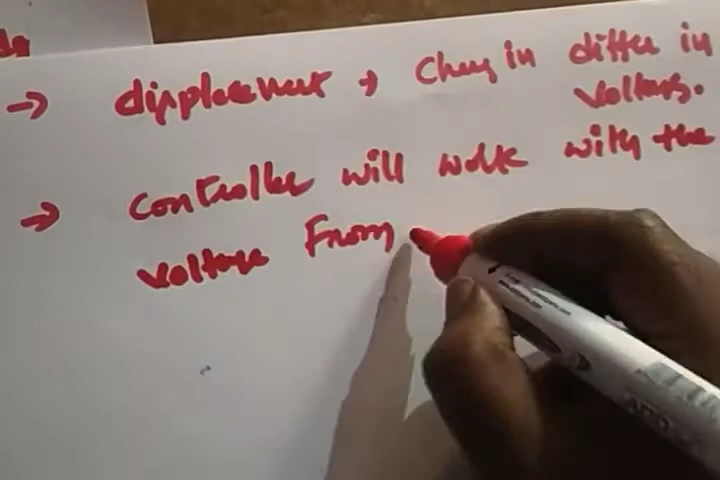 → displacement → Chang in differ in
voltage.
→ controller will work with the
voltage From